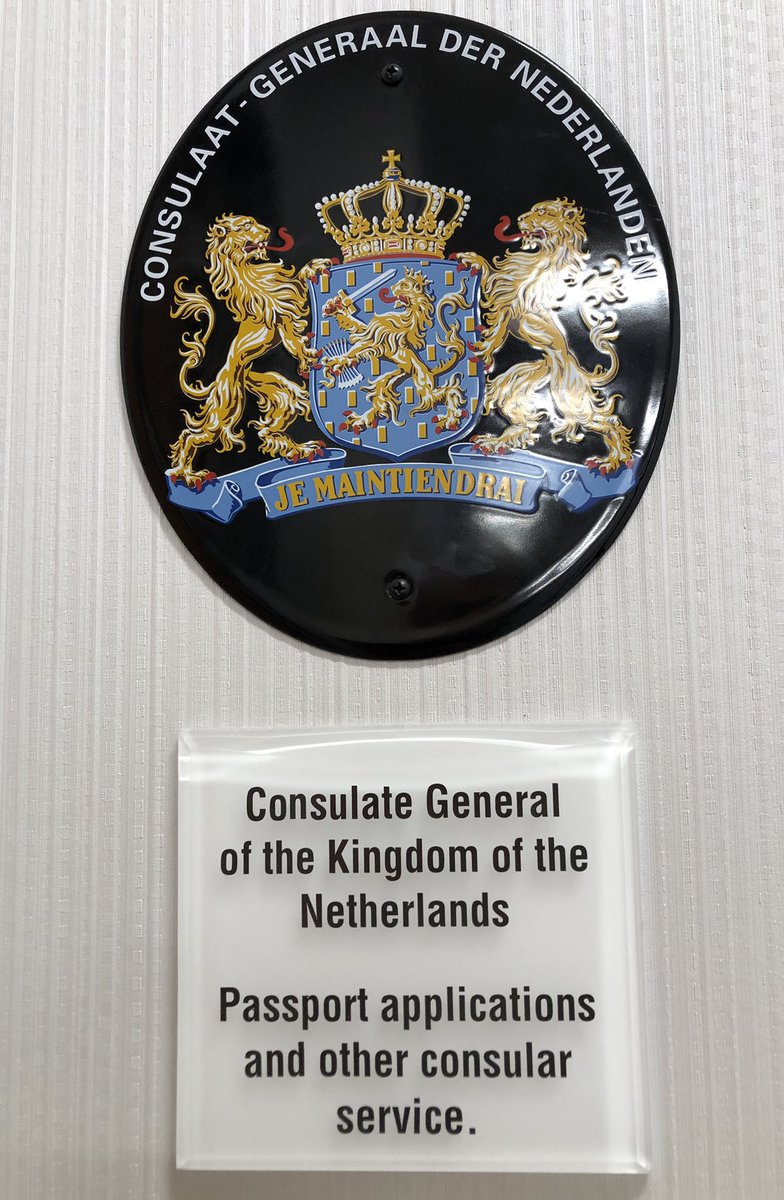 CONSULAAT-GENERAAL DER NEDERLANDEN
JE MAINTIENDRAI
Consulate General
of the Kingdom of the
Netherlands
Passport applications
and other consular
service.